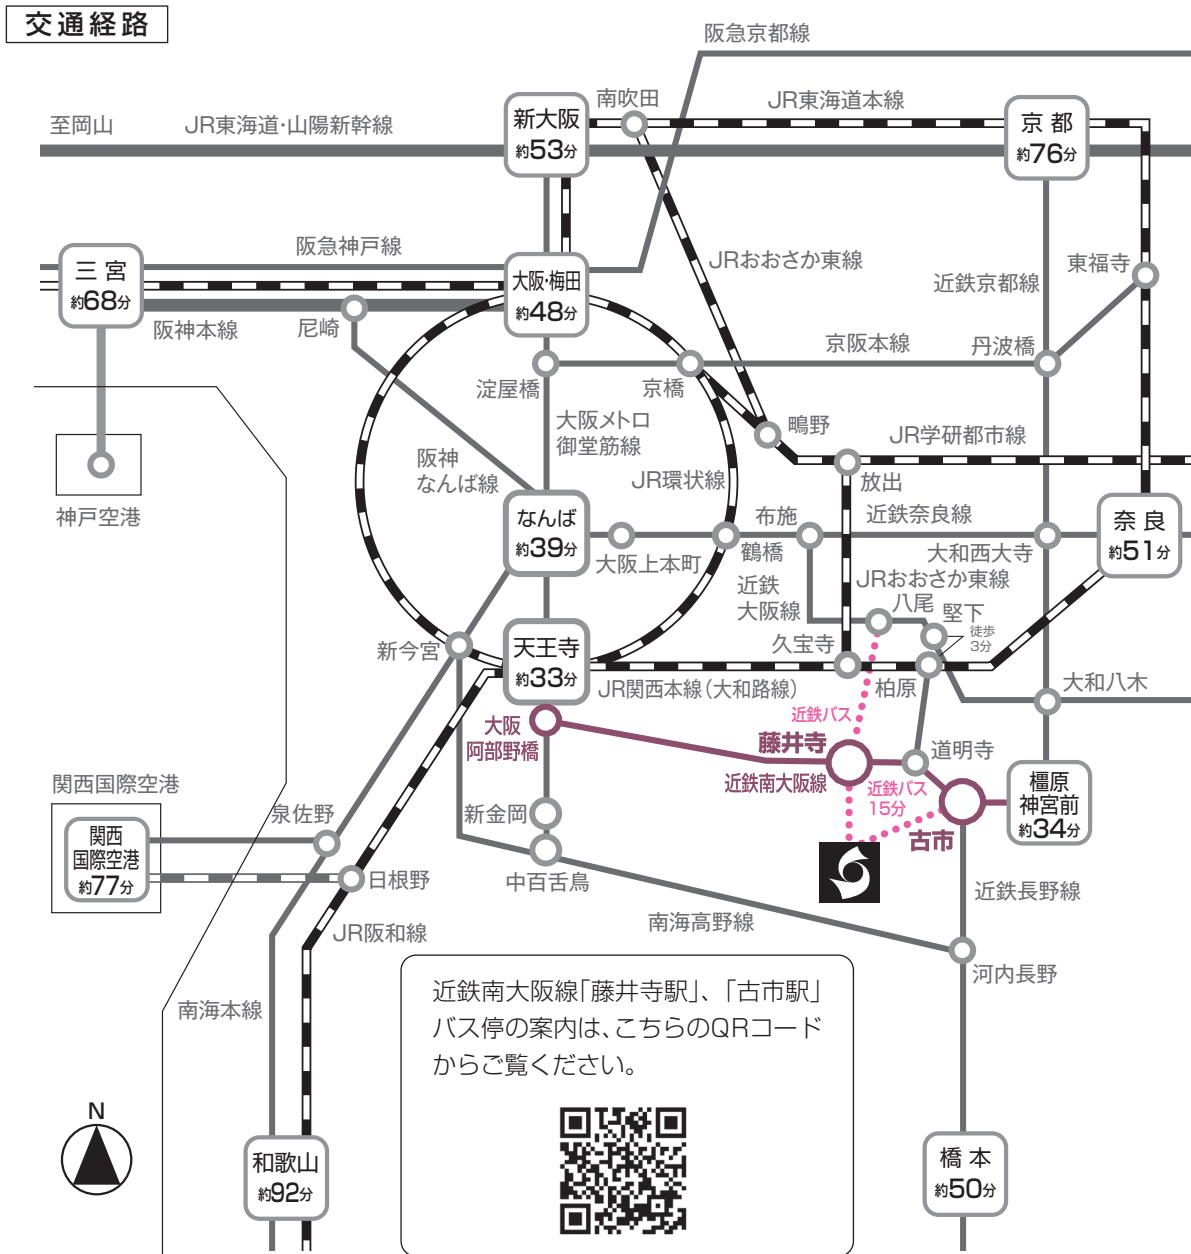 交通経路
阪急京都線
至岡山
JR東海道・山陽新幹線
新大阪
約53分
南吹田
JR東海道本線
京都
約76分
阪急神戸線
三宮
約68分
阪神本線
尼崎
大阪・梅田
約48分
JRおおさか東線
近鉄京都線
東福寺
淀屋橋
京橋
京阪本線
丹波橋
大阪メトロ
御堂筋線
鴫野
JR学研都市線
阪神
なんば線
JR環状線
放出
神戸空港
なんば
約39分
大阪上本町
鶴橋
布施
近鉄奈良線
大和西大寺
奈良
約51分
近鉄
大阪線
JRおおさか東線
八尾
堅下
徒歩
3分
新今宮
天王寺
約33分
久宝寺
JR関西本線(大和路線)
柏原
大和八木
大阪
阿部野橋
近鉄バス
藤井寺
近鉄南大阪線
道明寺
近鉄バス
15分
古市
橿原
神宮前
約34分
関西国際空港
関西
国際空港
約77分
泉佐野
日根野
新金岡
中百舌鳥
近鉄長野線
JR阪和線
南海高野線
河内長野
南海本線
近鉄南大阪線「藤井寺駅」、「古市駅」
バス停の案内は、こちらのQRコード
からご覧ください。
N
和歌山
約92分
橋本
約50分